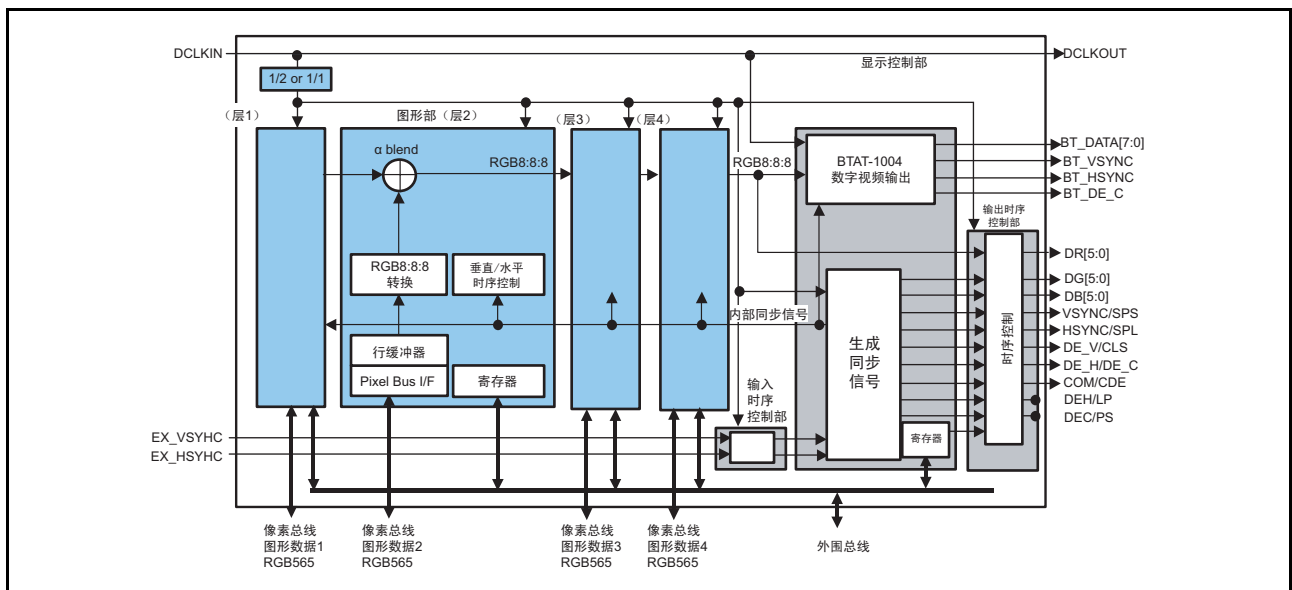 DCLKIN
DCLKOUT
显示控制部
1/2 or 1/1
（层1）
图形部（层2）
（层3）
（层4）
α blend
RGB8:8:8
RGB8:8:8
BTAT-1004
数字视频输出
BT_DATA[7:0]
BT_VSYNC
BT_HSYNC
BT_DE_C
输出时序
控制部
RGB8:8:8
转换
垂直/水平
时序控制
内部同步信号
行缓冲器
Pixel Bus I/F
寄存器
生成
同步
信号
时序控制
DR[5:0]
DG[5:0]
DB[5:0]
VSYNC/SPS
HSYNC/SPL
DE_V/CLS
DE_H/DE_C
COM/CDE
DEH/LP
DEC/PS
输入
时序
控制部
寄存器
EX_VSYHC
EX_HSYHC
像素总线
图形数据1
RGB565
像素总线
图形数据2
RGB565
像素总线
图形数据3
RGB565
像素总线
图形数据4
RGB565
外围总线